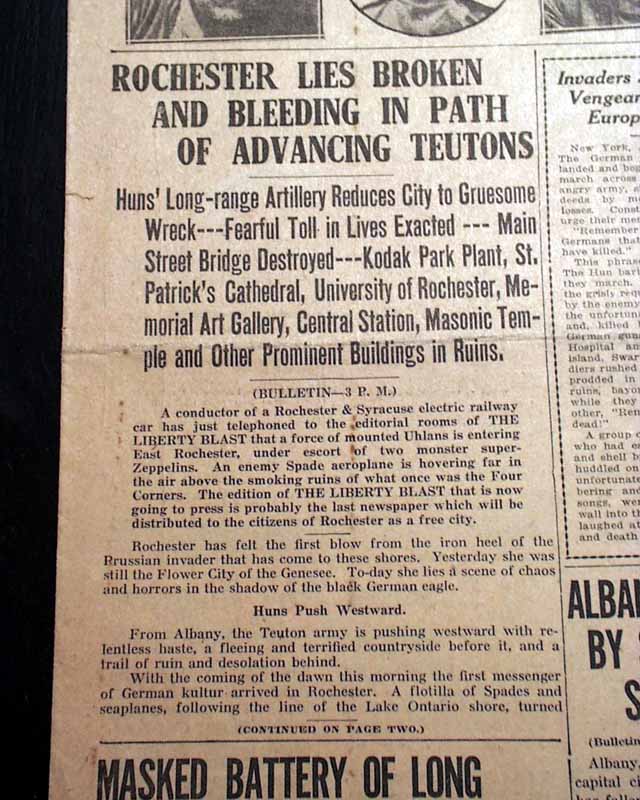 ROCHESTER LIES BROKEN
AND BLEEDING IN PATH
OF ADVANCING TEUTONS
Huns' Long-range Artillery Reduces City to Gruesome
Wreck---Fearful Toll in Lives Exacted --- Main
Street Bridge Destroyed---Kodak Park Plant, St.
Patrick's Cathedral, University of Rochester, Me-
morial Art Gallery, Central Station, Masonic Tem-
ple and Other Prominent Buildings in Ruins.
(BULLETIN—3 P. M.)
A conductor of a Rochester & Syracuse electric railway
car has just telephoned to the editorial rooms of THE
LIBERTY BLAST that a force of mounted Uhlans is entering
East Rochester, under escort of two monster super-
Zeppelins. An enemy Spade aeroplane is hovering far in
the air above the smoking ruins of what once was the Four
Corners. The edition of THE LIBERTY BLAST that is now
going to press is probably the last newspaper which will be
distributed to the citizens of Rochester as a free city.
Rochester has felt the first blow from the iron heel of the
Prussian invader that has come to these shores. Yesterday she was
still the Flower City of the Genesee. To-day she lies a scene of chaos
and horrors in the shadow of the black German eagle.
Huns Push Westward.
From Albany, the Teuton army is pushing westward with re-
lentless haste, a fleeing and terrified countryside before it, and a
trail of ruin and desolation behind.
With the coming of the dawn this morning the first messenger
of German kultur arrived in Rochester. A flotilla of Spades and
seaplanes, following the line of the Lake Ontario shore, turned
(CONTINUED ON PAGE TWO.)
MASKED BATTERY OF LONG
Invaders
Vengean
Europ
New York,
The German
landed and beg
march across
angry army,
deeds by m
losses. Const
urge their me
"Remember
Germans that
have killed."
This phras
The Hun bar
they march.
the grisly requ
by the enemy
the unfortun
and, killed
German guns
Hospital an
island, Swar
diers rushed
prodded in
ruins, bayo
while they
other, "Rem
dead!"
A group o
who had e
and shell b
huddled on
unfortunate
bering and
songs, wer
wall into th
laughed at
and death
ALBA
BY
S
(Bulletin
Albany,
capital ci
has falle